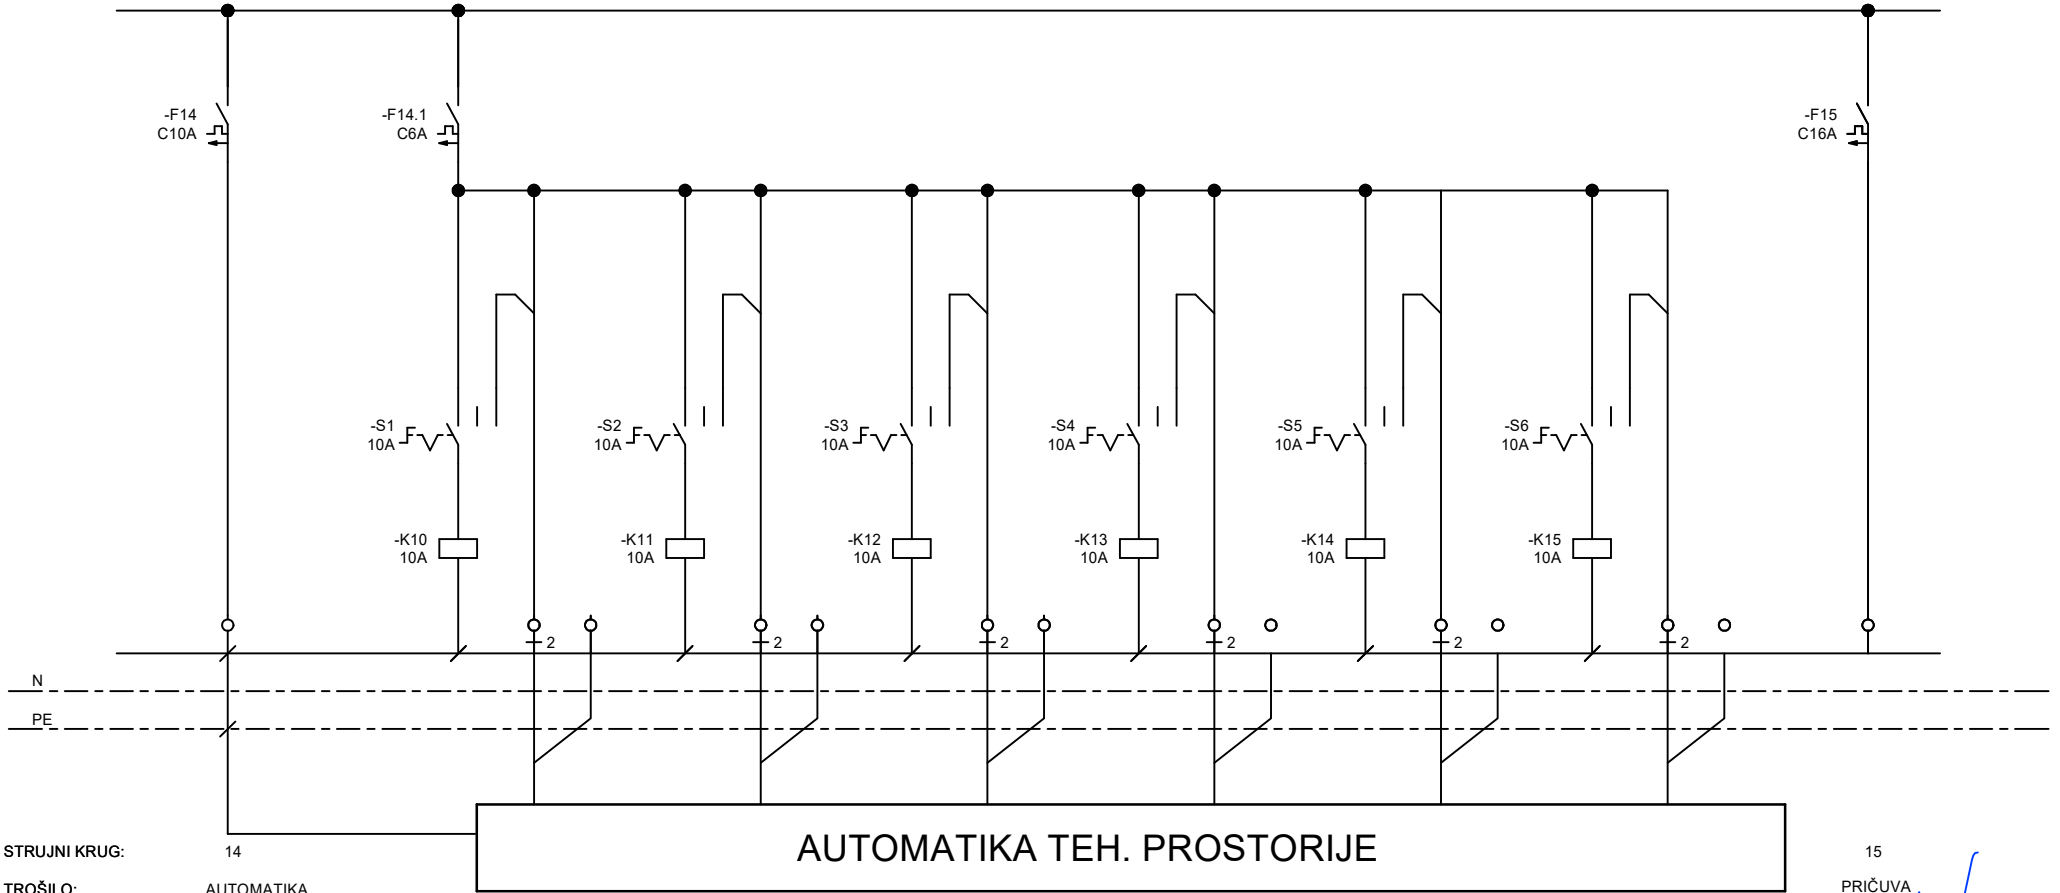 -F14
C10A
-F14.1
C6A
-F15
C16A
-S1
10A
-S2
10A
-S3
10A
-S4
10A
-S5
10A
-S6
10A
-K10
10A
-K11
10A
-K12
10A
-K13
10A
-K14
10A
-K15
10A
2
2
2
2
2
2
N
PE
AUTOMATIKA TEH. PROSTORIJE
STRUJNI KRUG:
14
15
TROŠILO:
AUTOMATIKA
PRIČUVA